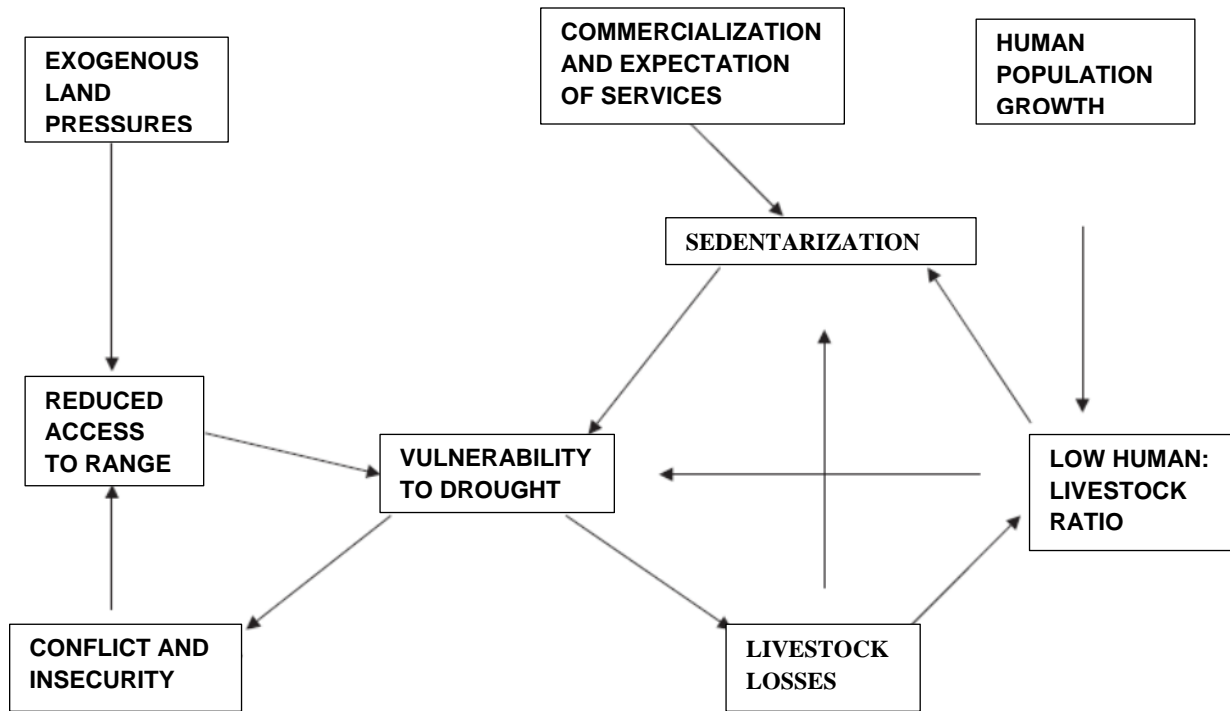 EXOGENOUS
LAND
PRESSURES
COMMERCIALIZATION
AND EXPECTATION
OF SERVICES
HUMAN
POPULATION
GROWTH
SEDENTARIZATION
REDUCED
ACCESS
TO RANGE
VULNERABILITY
TO DROUGHT
LOW HUMAN:
LIVESTOCK
RATIO
CONFLICT AND
INSECURITY
LIVESTOCK
LOSSES